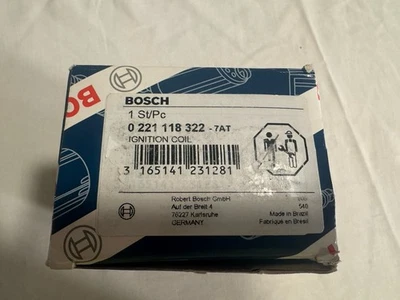 BOSCH
1 St/Pc
0 221 118 322 - 7AT
IGNITION COIL
3 165141 231281
Robert Bosch GmbH
Auf der Breit 4
76227 Karlsruhe
GERMANY
548
Made in Brazil
Fabriqué en Brésil